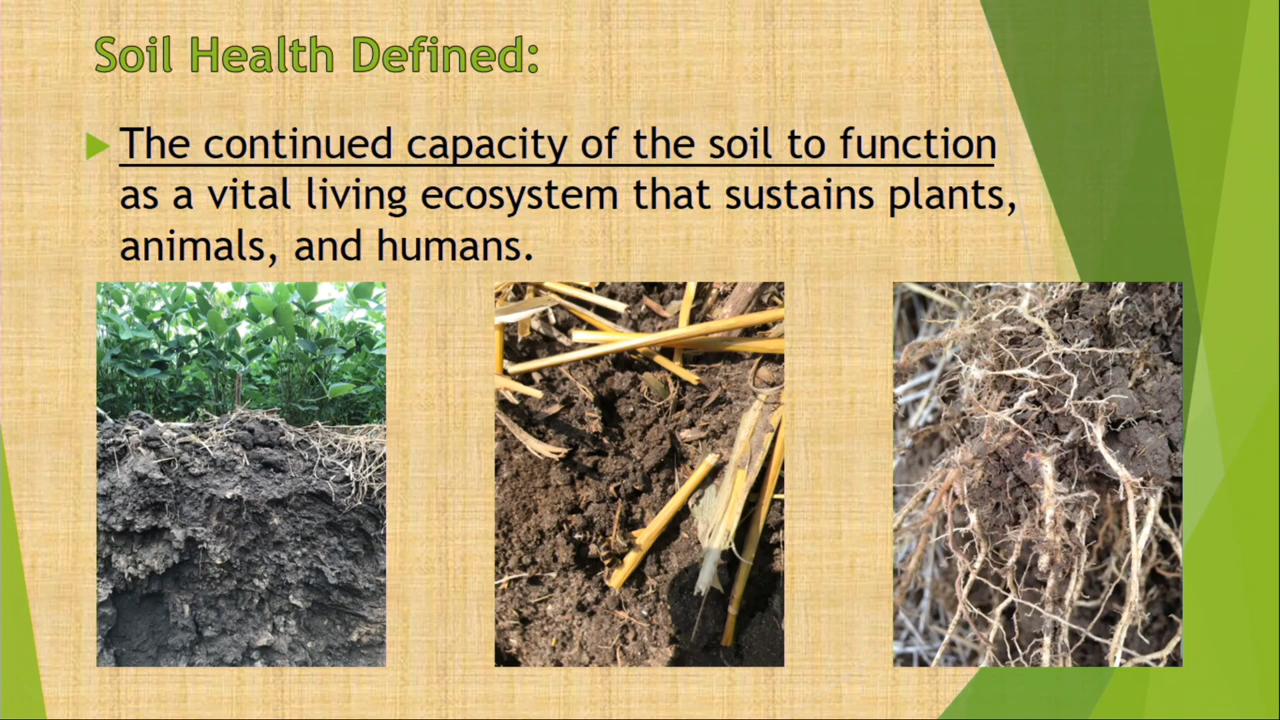 Soil Health Defined:
The continued capacity of the soil to function
as a vital living ecosystem that sustains plants,
animals, and humans.